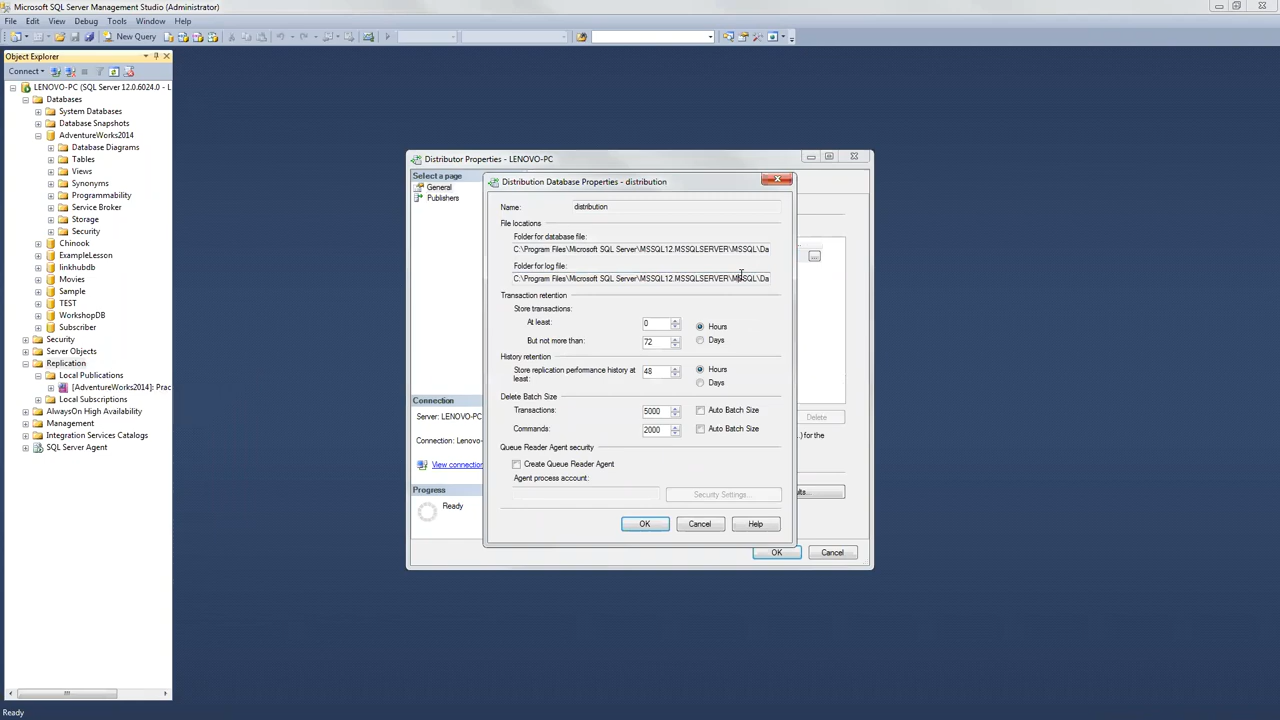 Microsoft SQL Server Management Studio (Administrator)
File Edit View Debug Tools Window Help
New Query
Object Explorer
Connect
LENOVO-PC (SQL Server 12.0.6024.0 - L
Databases
System Databases
Database Snapshots
AdventureWorks2014
Database Diagrams
Tables
Views
Synonyms
Programmability
Service Broker
Storage
Security
Chinook
ExampleLesson
linkhubdb
Movies
Sample
TEST
WorkshopDB
Subscriber
Security
Server Objects
Replication
Local Publications
[AdventureWorks2014]: Prac
Local Subscriptions
AlwaysOn High Availability
Management
Integration Services Catalogs
SQL Server Agent
Distributor Properties - LENOVO-PC
Select a page
General
Publishers
Connection
Server: LENOVO-PC
Connection: Lenovo-
View connection
Progress
Ready
...
Delete
...) for the
ults...
OK Cancel
Distribution Database Properties - distribution
Name: distribution
File locations
Folder for database file:
C:\Program Files\Microsoft SQL Server\MSSQL12.MSSQLSERVER\MSSQL\Da
Folder for log file:
C:\Program Files\Microsoft SQL Server\MSSQL12.MSSQLSERVER\MSSQL\Da
Transaction retention
Store transactions:
At least: 0 Hours
But not more than: 72 Days
History retention
Store replication performance history at least: 48 Hours
Days
Delete Batch Size
Transactions: 5000 Auto Batch Size
Commands: 2000 Auto Batch Size
Queue Reader Agent security
Create Queue Reader Agent
Agent process account:
Security Settings...
OK Cancel Help
Ready